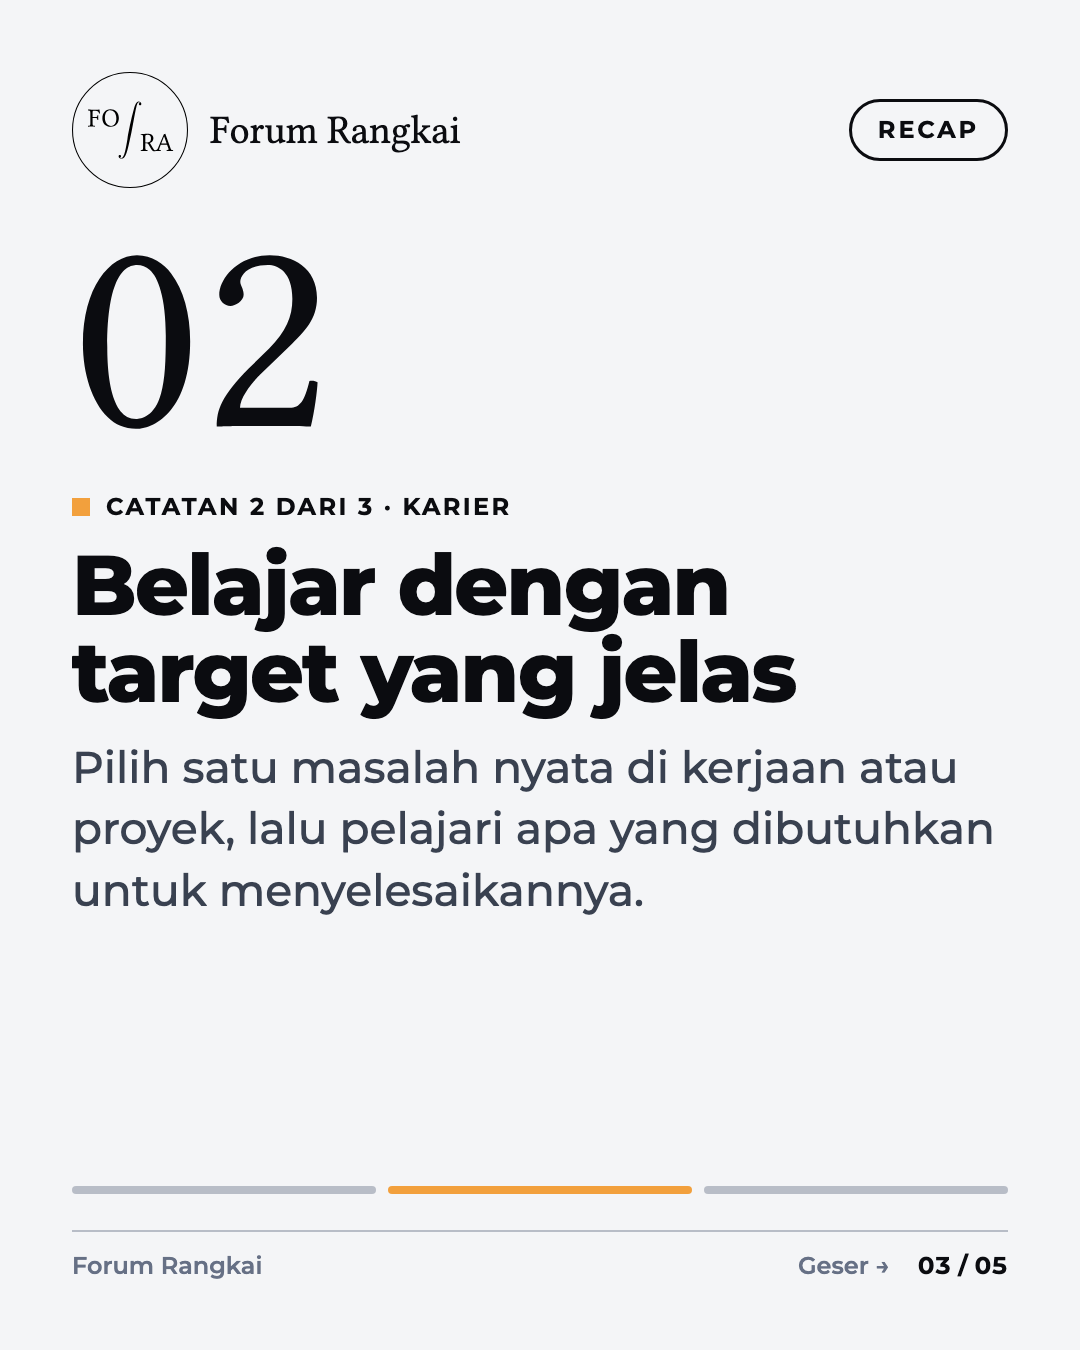 FO∫RA
Forum Rangkai
RECAP
02
CATATAN 2 DARI 3 · KARIER
Belajar dengan
target yang jelas
Pilih satu masalah nyata di kerjaan atau
proyek, lalu pelajari apa yang dibutuhkan
untuk menyelesaikannya.
Forum Rangkai
Geser → 03 / 05